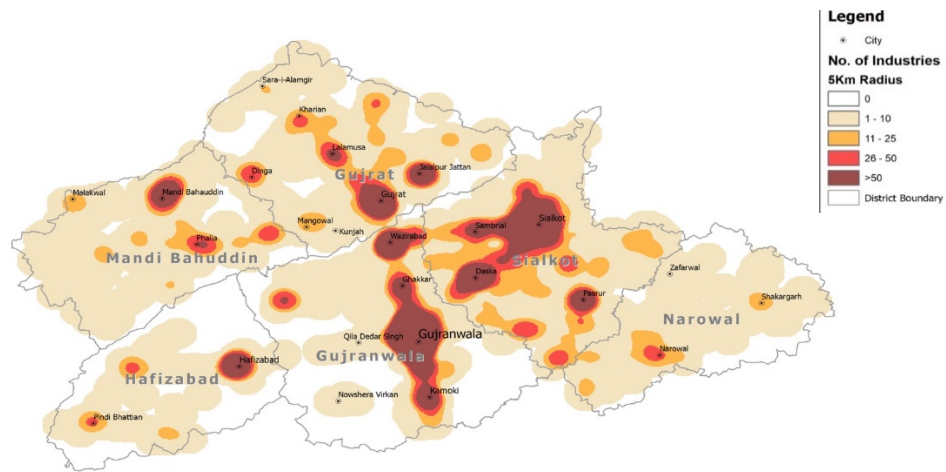 Legend
City
No. of Industries
5Km Radius
0
1 - 10
11 - 25
26 - 50
>50
District Boundary
Sara-i-Alamgir
Kharian
Lalamusa
Jalalpur Jattan
Dinga
Gujrat
Malakwal
Mandi Bahauddin
Gujrat
Mangowal
Kunjah
Phalia
Mandi Bahuddin
Wazirabad
Sambrial
Sialkot
Sialkot
Daska
Ghakkar
Zafarwal
Pasrur
Shakargarh
Narowal
Narowal
Gujranwala
Qila Dedar Singh
Gujranwala
Hafizabad
Hafizabad
Nowshera Virkan
Kamoki
Pindi Bhattian